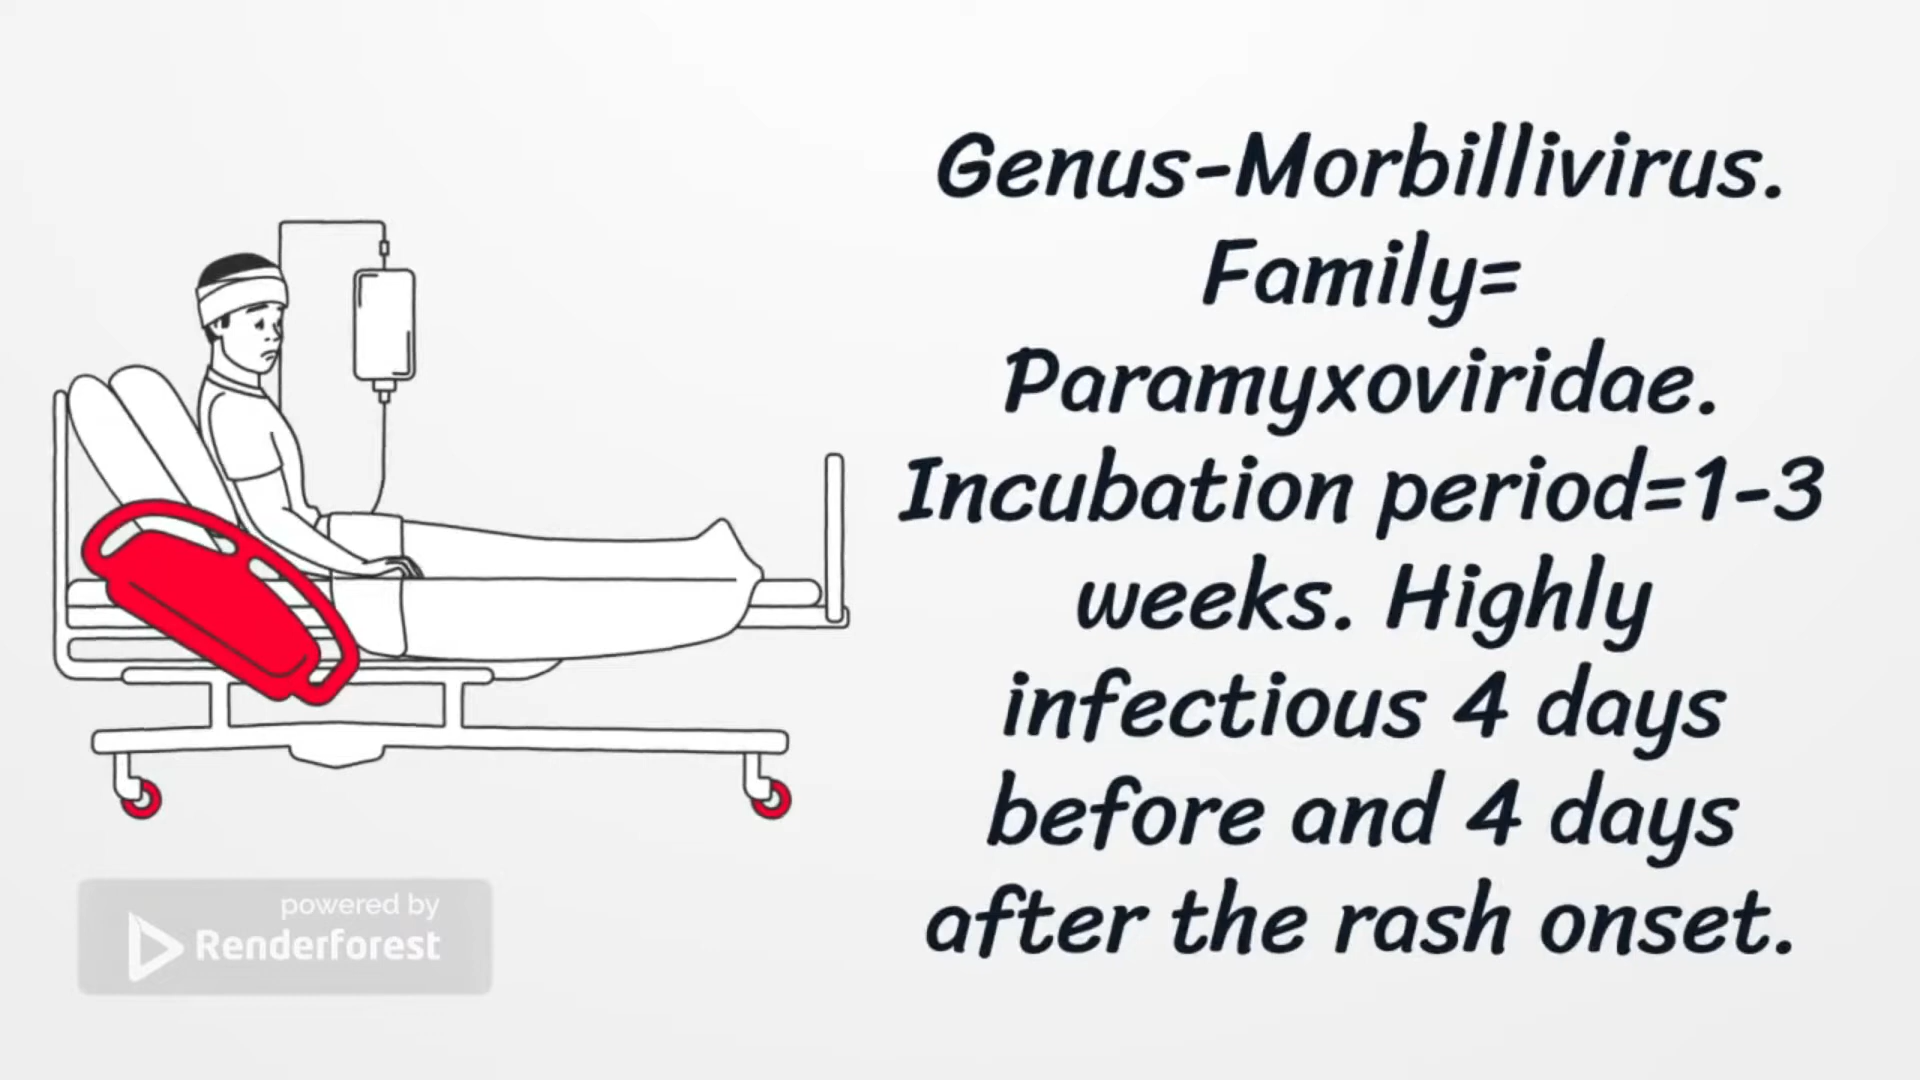 Genus-Morbillivirus.
Family=
Paramyxoviridae.
Incubation period=1-3
weeks. Highly
infectious 4 days
before and 4 days
after the rash onset.
powered by
Renderforest